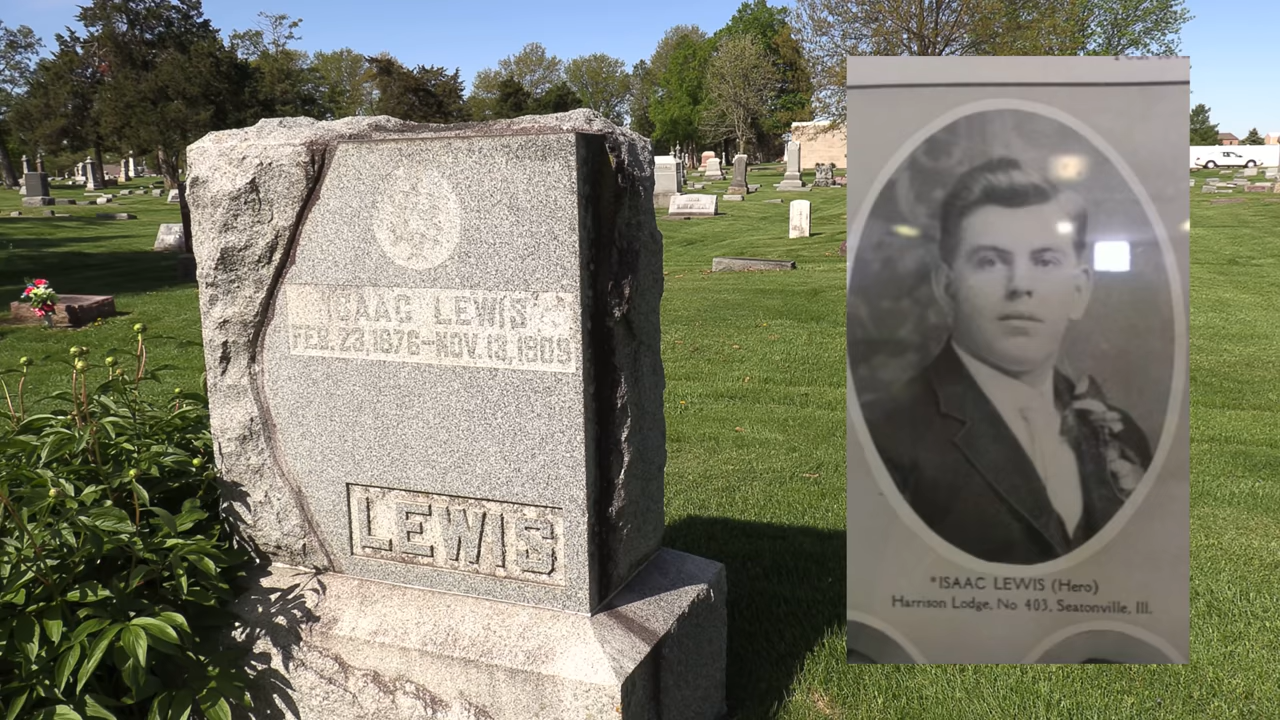 ISAAC LEWIS
FEB. 23, 1876–NOV. 13, 1909
LEWIS
*ISAAC LEWIS (Hero)
Harrison Lodge, No. 403, Seatonville, Ill.